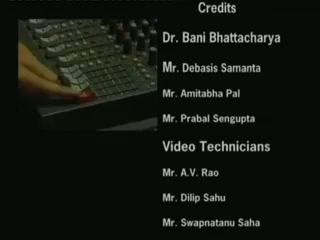 Credits
Dr. Bani Bhattacharya
Mr. Debasis Samanta
Mr. Amitabha Pal
Mr. Prabal Sengupta
Video Technicians
Mr. A.V. Rao
Mr. Dilip Sahu
Mr. Swapnatanu Saha